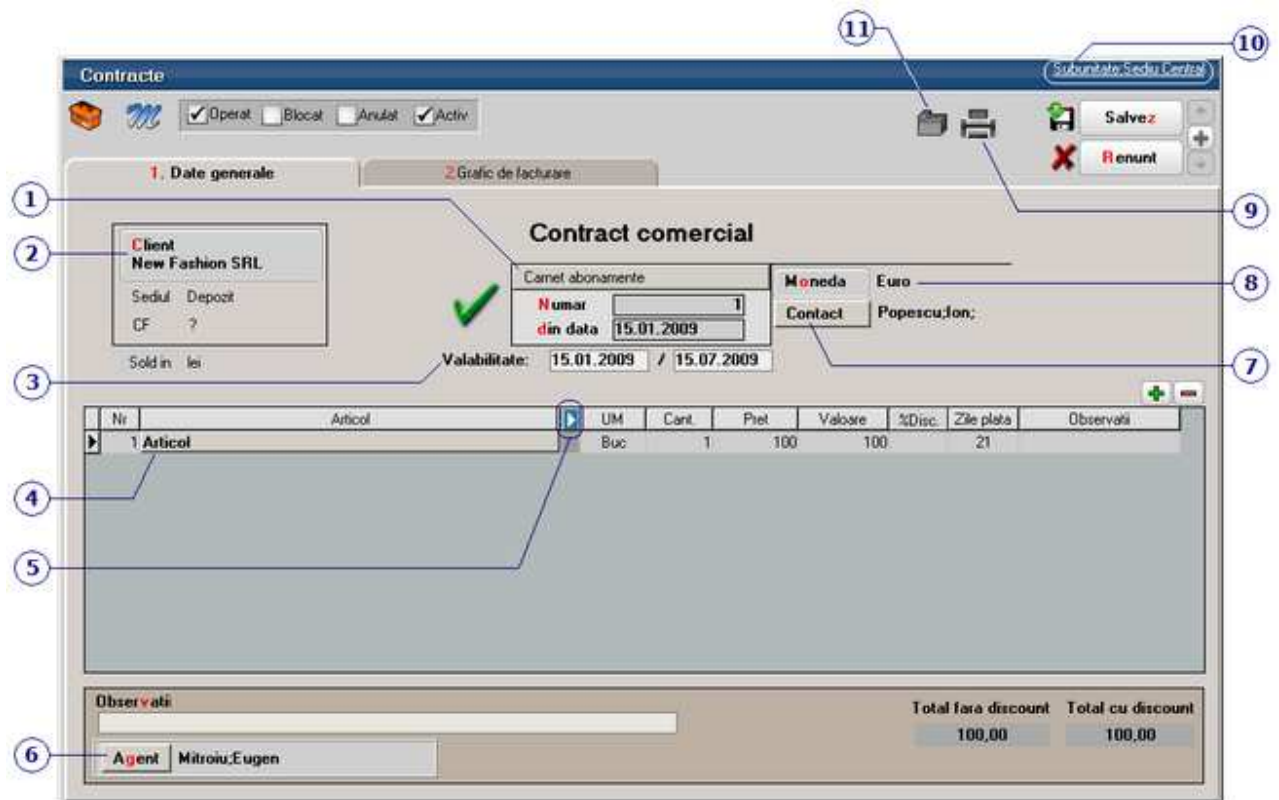 11
10
Contracte
Subunitate:Sediu Central
Operat Blocat Anulat Activ
Salvez
Renunt
1. Date generale
2.Grafic de facturare
1
9
Contract comercial
2
Client
New Fashion SRL
Carnet abonamente
Moneda Euro
8
Sediul Depozit
Numar 1
Contact Popescu;Ion;
CF ?
din data 15.01.2009
Sold in lei
Valabilitate: 15.01.2009 / 15.07.2009
7
3
Nr Articol UM Cant. Pret Valoare %Disc. Zile plata Observatii
1 Articol Buc 1 100 100 21
4
5
Observatii
Total fara discount Total cu discount
100,00 100,00
6
Agent Mitroiu;Eugen